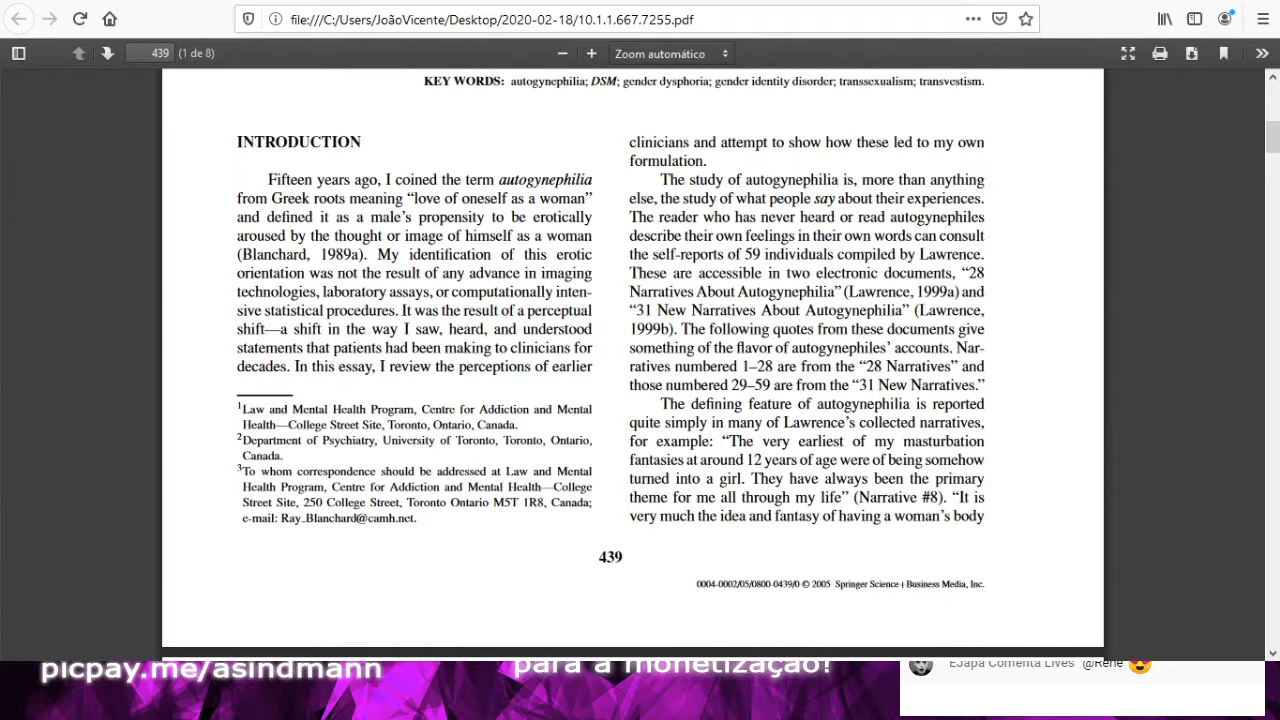 file:///C:/Users/JoãoVicente/Desktop/2020-02-18/10.1.1.667.7255.pdf
439 (1 de 8)
Zoom automático
KEY WORDS: autogynephilia; DSM; gender dysphoria; gender identity disorder; transsexualism; transvestism.
INTRODUCTION
Fifteen years ago, I coined the term autogynephilia
from Greek roots meaning “love of oneself as a woman”
and defined it as a male’s propensity to be erotically
aroused by the thought or image of himself as a woman
(Blanchard, 1989a). My identification of this erotic
orientation was not the result of any advance in imaging
technologies, laboratory assays, or computationally inten-
sive statistical procedures. It was the result of a perceptual
shift—a shift in the way I saw, heard, and understood
statements that patients had been making to clinicians for
decades. In this essay, I review the perceptions of earlier
1Law and Mental Health Program, Centre for Addiction and Mental
Health—College Street Site, Toronto, Ontario, Canada.
2Department of Psychiatry, University of Toronto, Toronto, Ontario,
Canada.
3To whom correspondence should be addressed at Law and Mental
Health Program, Centre for Addiction and Mental Health—College
Street Site, 250 College Street, Toronto Ontario M5T 1R8, Canada;
e-mail: Ray_Blanchard@camh.net.
clinicians and attempt to show how these led to my own
formulation.
The study of autogynephilia is, more than anything
else, the study of what people say about their experiences.
The reader who has never heard or read autogynephiles
describe their own feelings in their own words can consult
the self-reports of 59 individuals compiled by Lawrence.
These are accessible in two electronic documents, “28
Narratives About Autogynephilia” (Lawrence, 1999a) and
“31 New Narratives About Autogynephilia” (Lawrence,
1999b). The following quotes from these documents give
something of the flavor of autogynephiles’ accounts. Nar-
ratives numbered 1–28 are from the “28 Narratives” and
those numbered 29–59 are from the “31 New Narratives.”
The defining feature of autogynephilia is reported
quite simply in many of Lawrence’s collected narratives,
for example: “The very earliest of my masturbation
fantasies at around 12 years of age were of being somehow
turned into a girl. They have always been the primary
theme for me all through my life” (Narrative #8). “It is
very much the idea and fantasy of having a woman’s body
439
0004-0002/05/0800-0439/0 © 2005 Springer Science+Business Media, Inc.
picpay.me/asindmann
para a monetização!
EJapa Comenta Lives @Renê